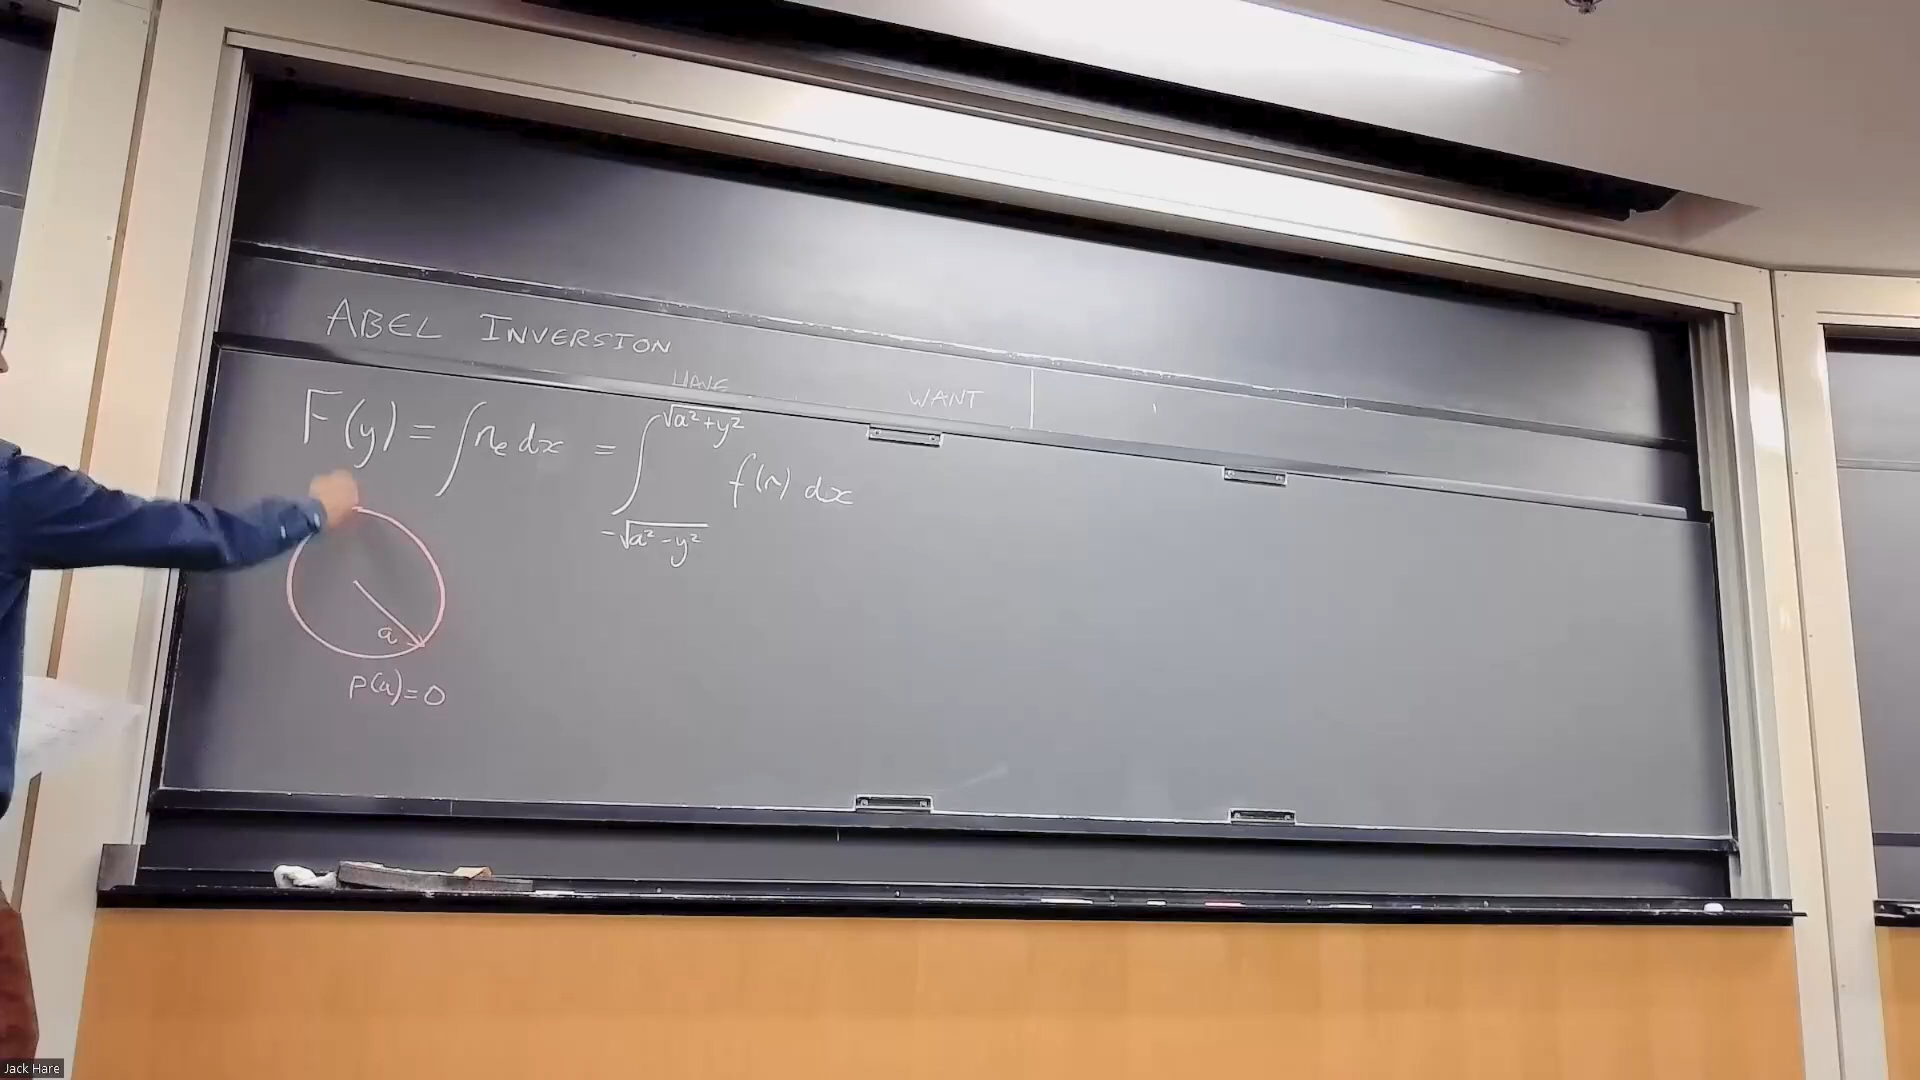 ABEL INVERSION
HAVE WANT
F(y) = ∫ nₑ dx = ∫_{-√(a²-y²)}^{√(a²+y²)} f(r) dx
a
P(a)=0
Jack Hare